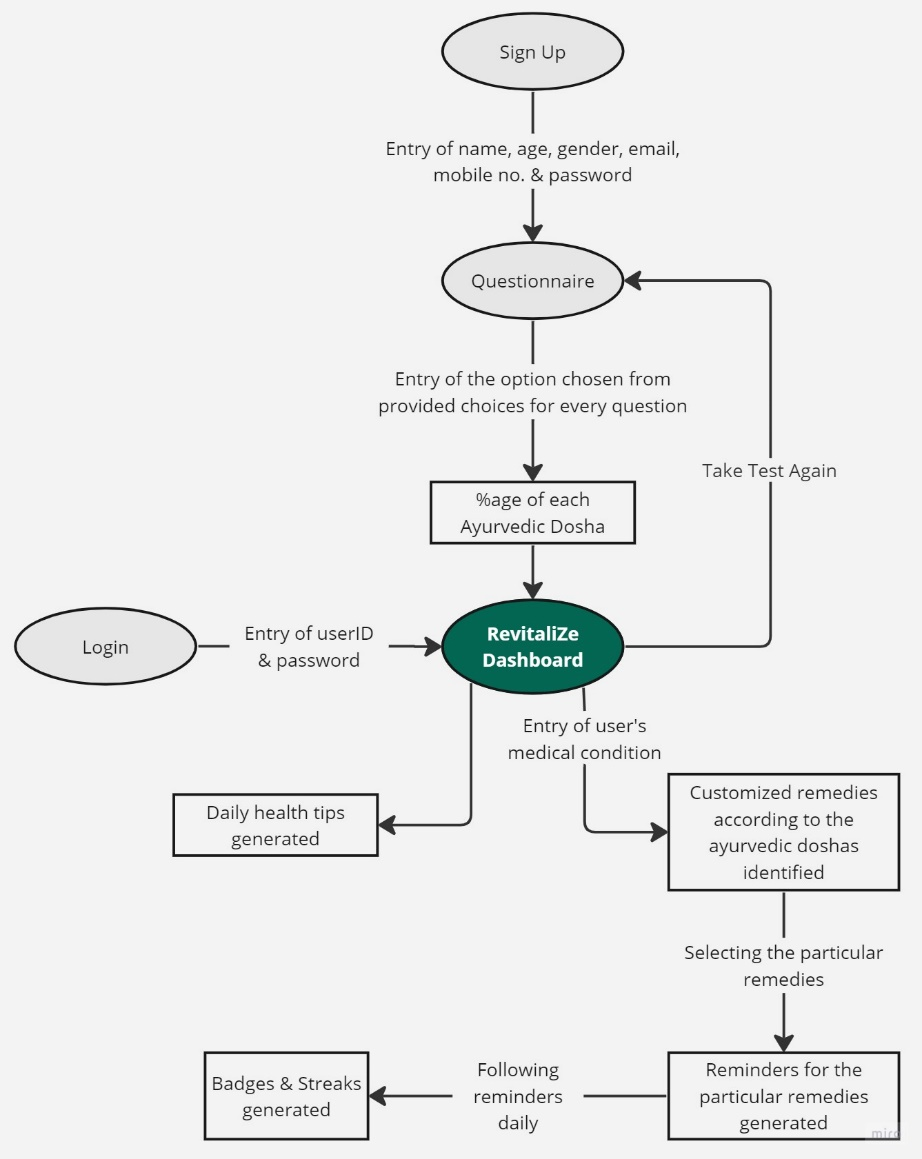 Sign Up
Entry of name, age, gender, email,
mobile no. & password
Questionnaire
Entry of the option chosen from
provided choices for every question
Take Test Again
%age of each
Ayurvedic Dosha
Login
Entry of userID
& password
RevitaliZe
Dashboard
Entry of user's
medical condition
Daily health tips
generated
Customized remedies
according to the
ayurvedic doshas
identified
Selecting the particular
remedies
Badges & Streaks
generated
Following
reminders
daily
Reminders for the
particular remedies
generated
miro